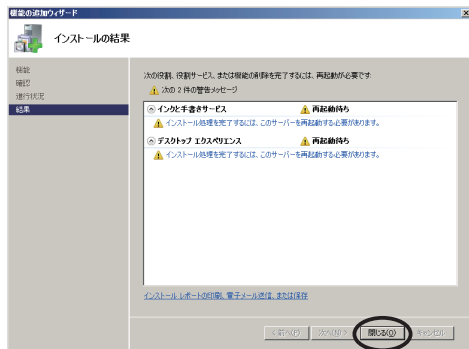 機能の追加ウィザード
インストールの結果
機能
確認
進行状況
結果
次の役割、役割サービス、または機能の削除を完了するには、再起動が必要です:
次の 2 件の警告メッセージ
インクと手書きサービス
再起動待ち
インストール処理を完了するには、このサーバーを再起動する必要があります。
デスクトップ エクスペリエンス
再起動待ち
インストール処理を完了するには、このサーバーを再起動する必要があります。
インストール レポートの印刷、電子メール送信、または保存
< 前へ(P)
次へ(N) >
閉じる(O)
キャンセル